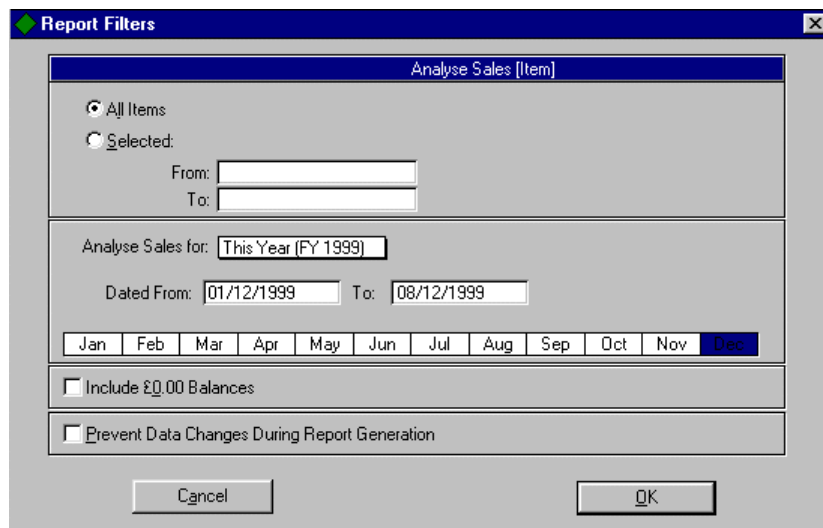 Report Filters
Analyse Sales [Item]
All Items
Selected:
From:
To:
Analyse Sales for: This Year (FY 1999)
Dated From: 01/12/1999 To: 08/12/1999
Jan Feb Mar Apr May Jun Jul Aug Sep Oct Nov Dec
Include £0.00 Balances
Prevent Data Changes During Report Generation
Cancel OK